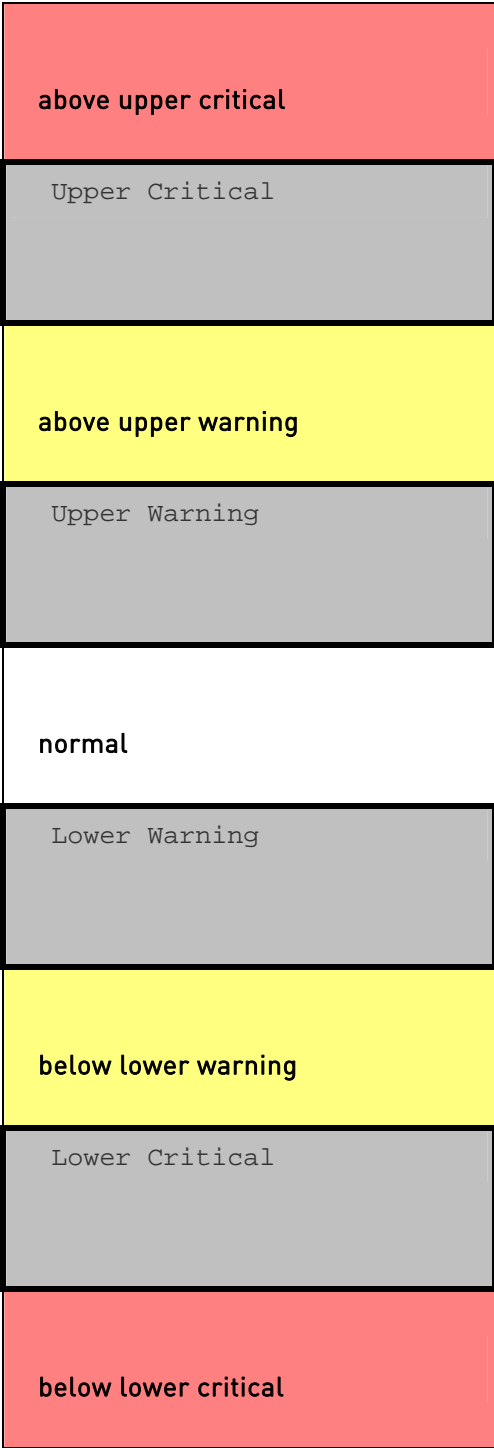 above upper critical
Upper Critical
above upper warning
Upper Warning
normal
Lower Warning
below lower warning
Lower Critical
below lower critical